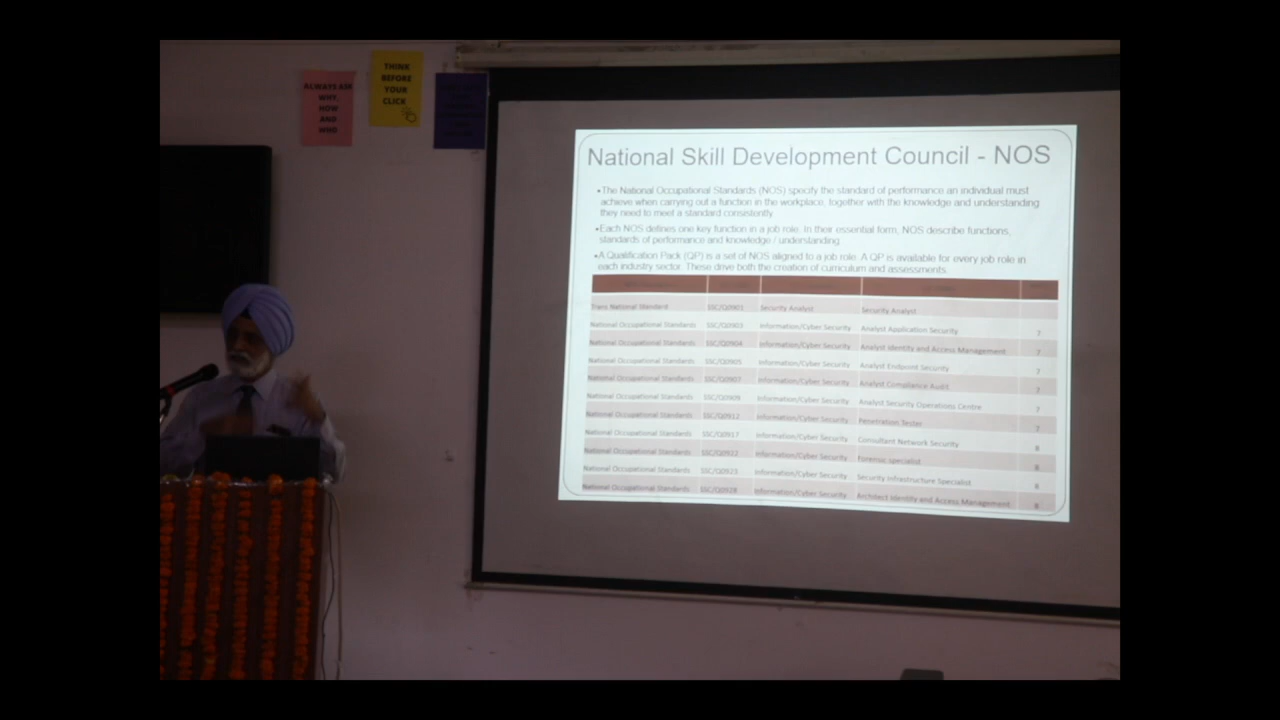 ALWAYS ASK
WHY,
HOW
AND
WHO
THINK
BEFORE
YOUR
CLICK
National Skill Development Council - NOS
•The National Occupational Standards (NOS) specify the standard of performance an individual must
achieve when carrying out a function in the workplace, together with the knowledge and understanding
they need to meet a standard consistently
•Each NOS defines one key function in a job role. In their essential form, NOS describe functions,
standards of performance and knowledge / understanding.
•A Qualification Pack (QP) is a set of NOS aligned to a job role. A QP is available for every job role in
each industry sector. These drive both the creation of curriculum and assessments.
Trans National Standard SSC/Q0901 Security Analyst Security Analyst
National Occupational Standards SSC/Q0903 Information/Cyber Security Analyst Application Security 7
National Occupational Standards SSC/Q0904 Information/Cyber Security Analyst Identity and Access Management 7
National Occupational Standards SSC/Q0905 Information/Cyber Security Analyst Endpoint Security 7
National Occupational Standards SSC/Q0907 Information/Cyber Security Analyst Compliance Audit 7
National Occupational Standards SSC/Q0909 Information/Cyber Security Analyst Security Operations Centre 7
National Occupational Standards SSC/Q0912 Information/Cyber Security Penetration Tester 7
National Occupational Standards SSC/Q0917 Information/Cyber Security Consultant Network Security 8
National Occupational Standards SSC/Q0922 Information/Cyber Security Forensic specialist 8
National Occupational Standards SSC/Q0923 Information/Cyber Security Security Infrastructure Specialist 8
National Occupational Standards SSC/Q0928 Information/Cyber Security Architect Identity and Access Management 8